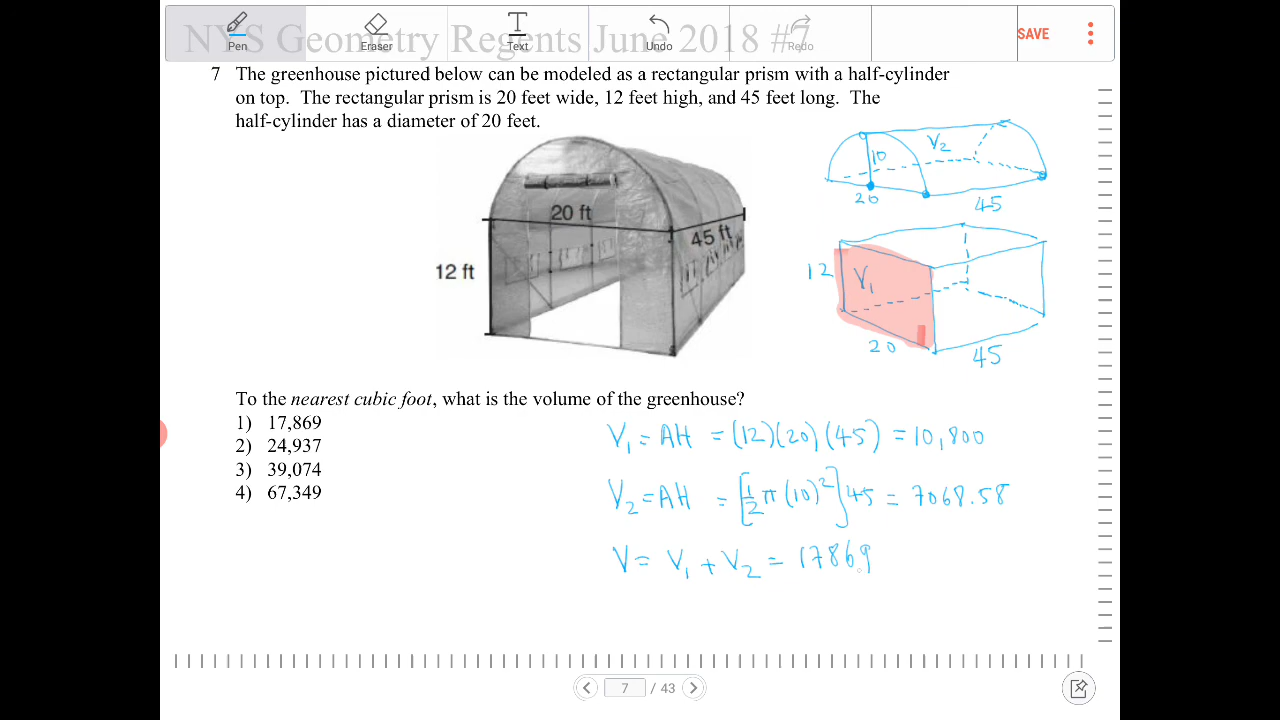 NYS Geometry Regents June 2018 #7
Pen
Eraser
Text
Undo
Redo
SAVE
7 The greenhouse pictured below can be modeled as a rectangular prism with a half-cylinder
on top. The rectangular prism is 20 feet wide, 12 feet high, and 45 feet long. The
half-cylinder has a diameter of 20 feet.
V2
10
20
45
20 ft
45 ft
12 ft
12
V1
20
45
To the nearest cubic foot, what is the volume of the greenhouse?
1) 17,869
2) 24,937
3) 39,074
4) 67,349
V1 = AH = (12)(20)(45) = 10,800
V2 = AH = [1/2 π (10)²] 45 = 7068.58
V = V1 + V2 = 17869
7 / 43